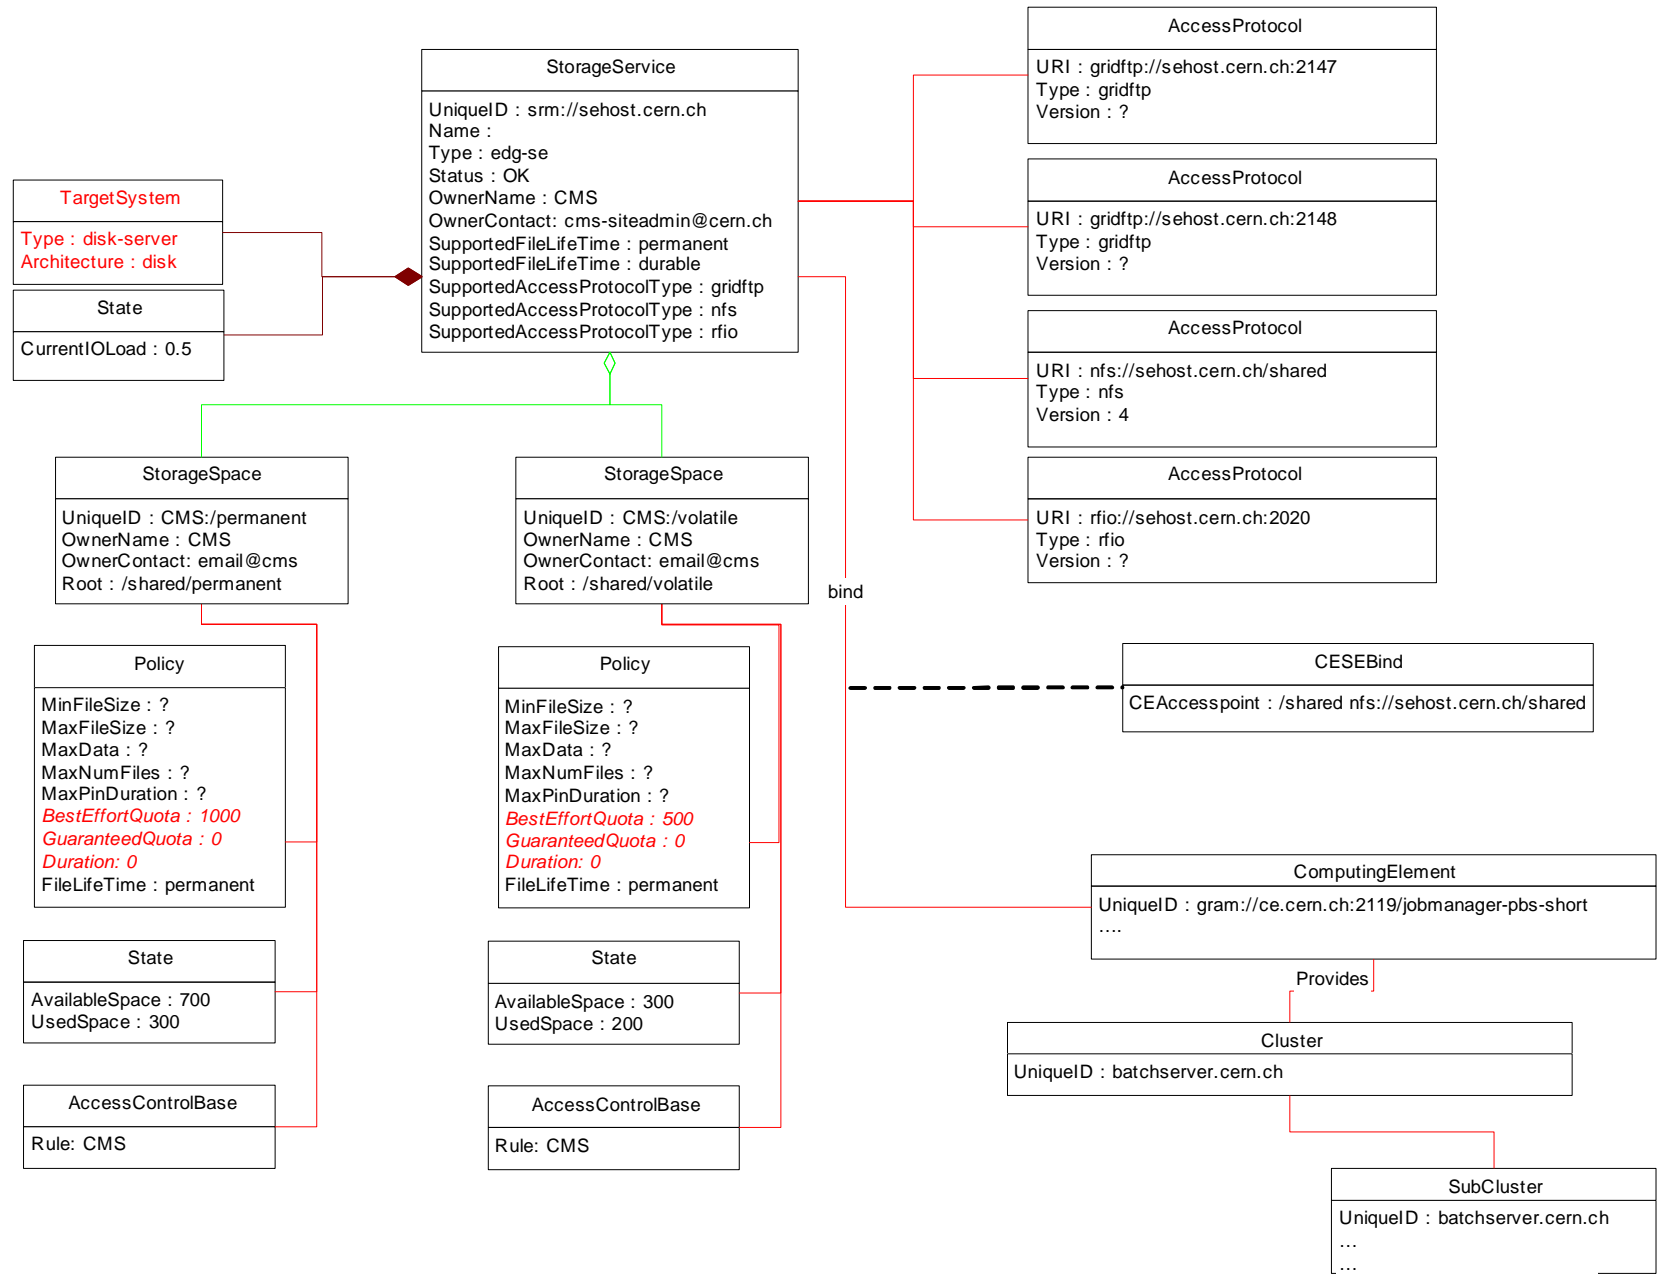 StorageService
UniqueID : srm://sehost.cern.ch
Name :
Type : edg-se
Status : OK
OwnerName : CMS
OwnerContact: cms-siteadmin@cern.ch
SupportedFileLifeTime : permanent
SupportedFileLifeTime : durable
SupportedAccessProtocolType : gridftp
SupportedAccessProtocolType : nfs
SupportedAccessProtocolType : rfio
AccessProtocol
URI : gridftp://sehost.cern.ch:2147
Type : gridftp
Version : ?
AccessProtocol
URI : gridftp://sehost.cern.ch:2148
Type : gridftp
Version : ?
AccessProtocol
URI : nfs://sehost.cern.ch/shared
Type : nfs
Version : 4
AccessProtocol
URI : rfio://sehost.cern.ch:2020
Type : rfio
Version : ?
TargetSystem
Type : disk-server
Architecture : disk
State
CurrentIOLoad : 0.5
StorageSpace
UniqueID : CMS:/permanent
OwnerName : CMS
OwnerContact: email@cms
Root : /shared/permanent
StorageSpace
UniqueID : CMS:/volatile
OwnerName : CMS
OwnerContact: email@cms
Root : /shared/volatile
bind
Policy
MinFileSize : ?
MaxFileSize : ?
MaxData : ?
MaxNumFiles : ?
MaxPinDuration : ?
BestEffortQuota : 1000
GuaranteedQuota : 0
Duration: 0
FileLifeTime : permanent
Policy
MinFileSize : ?
MaxFileSize : ?
MaxData : ?
MaxNumFiles : ?
MaxPinDuration : ?
BestEffortQuota : 500
GuaranteedQuota : 0
Duration: 0
FileLifeTime : permanent
CESEBind
CEAccesspoint : /shared nfs://sehost.cern.ch/shared
ComputingElement
UniqueID : gram://ce.cern.ch:2119/jobmanager-pbs-short
....
Provides
State
AvailableSpace : 700
UsedSpace : 300
State
AvailableSpace : 300
UsedSpace : 200
Cluster
UniqueID : batchserver.cern.ch
AccessControlBase
Rule: CMS
AccessControlBase
Rule: CMS
SubCluster
UniqueID : batchserver.cern.ch
...
...